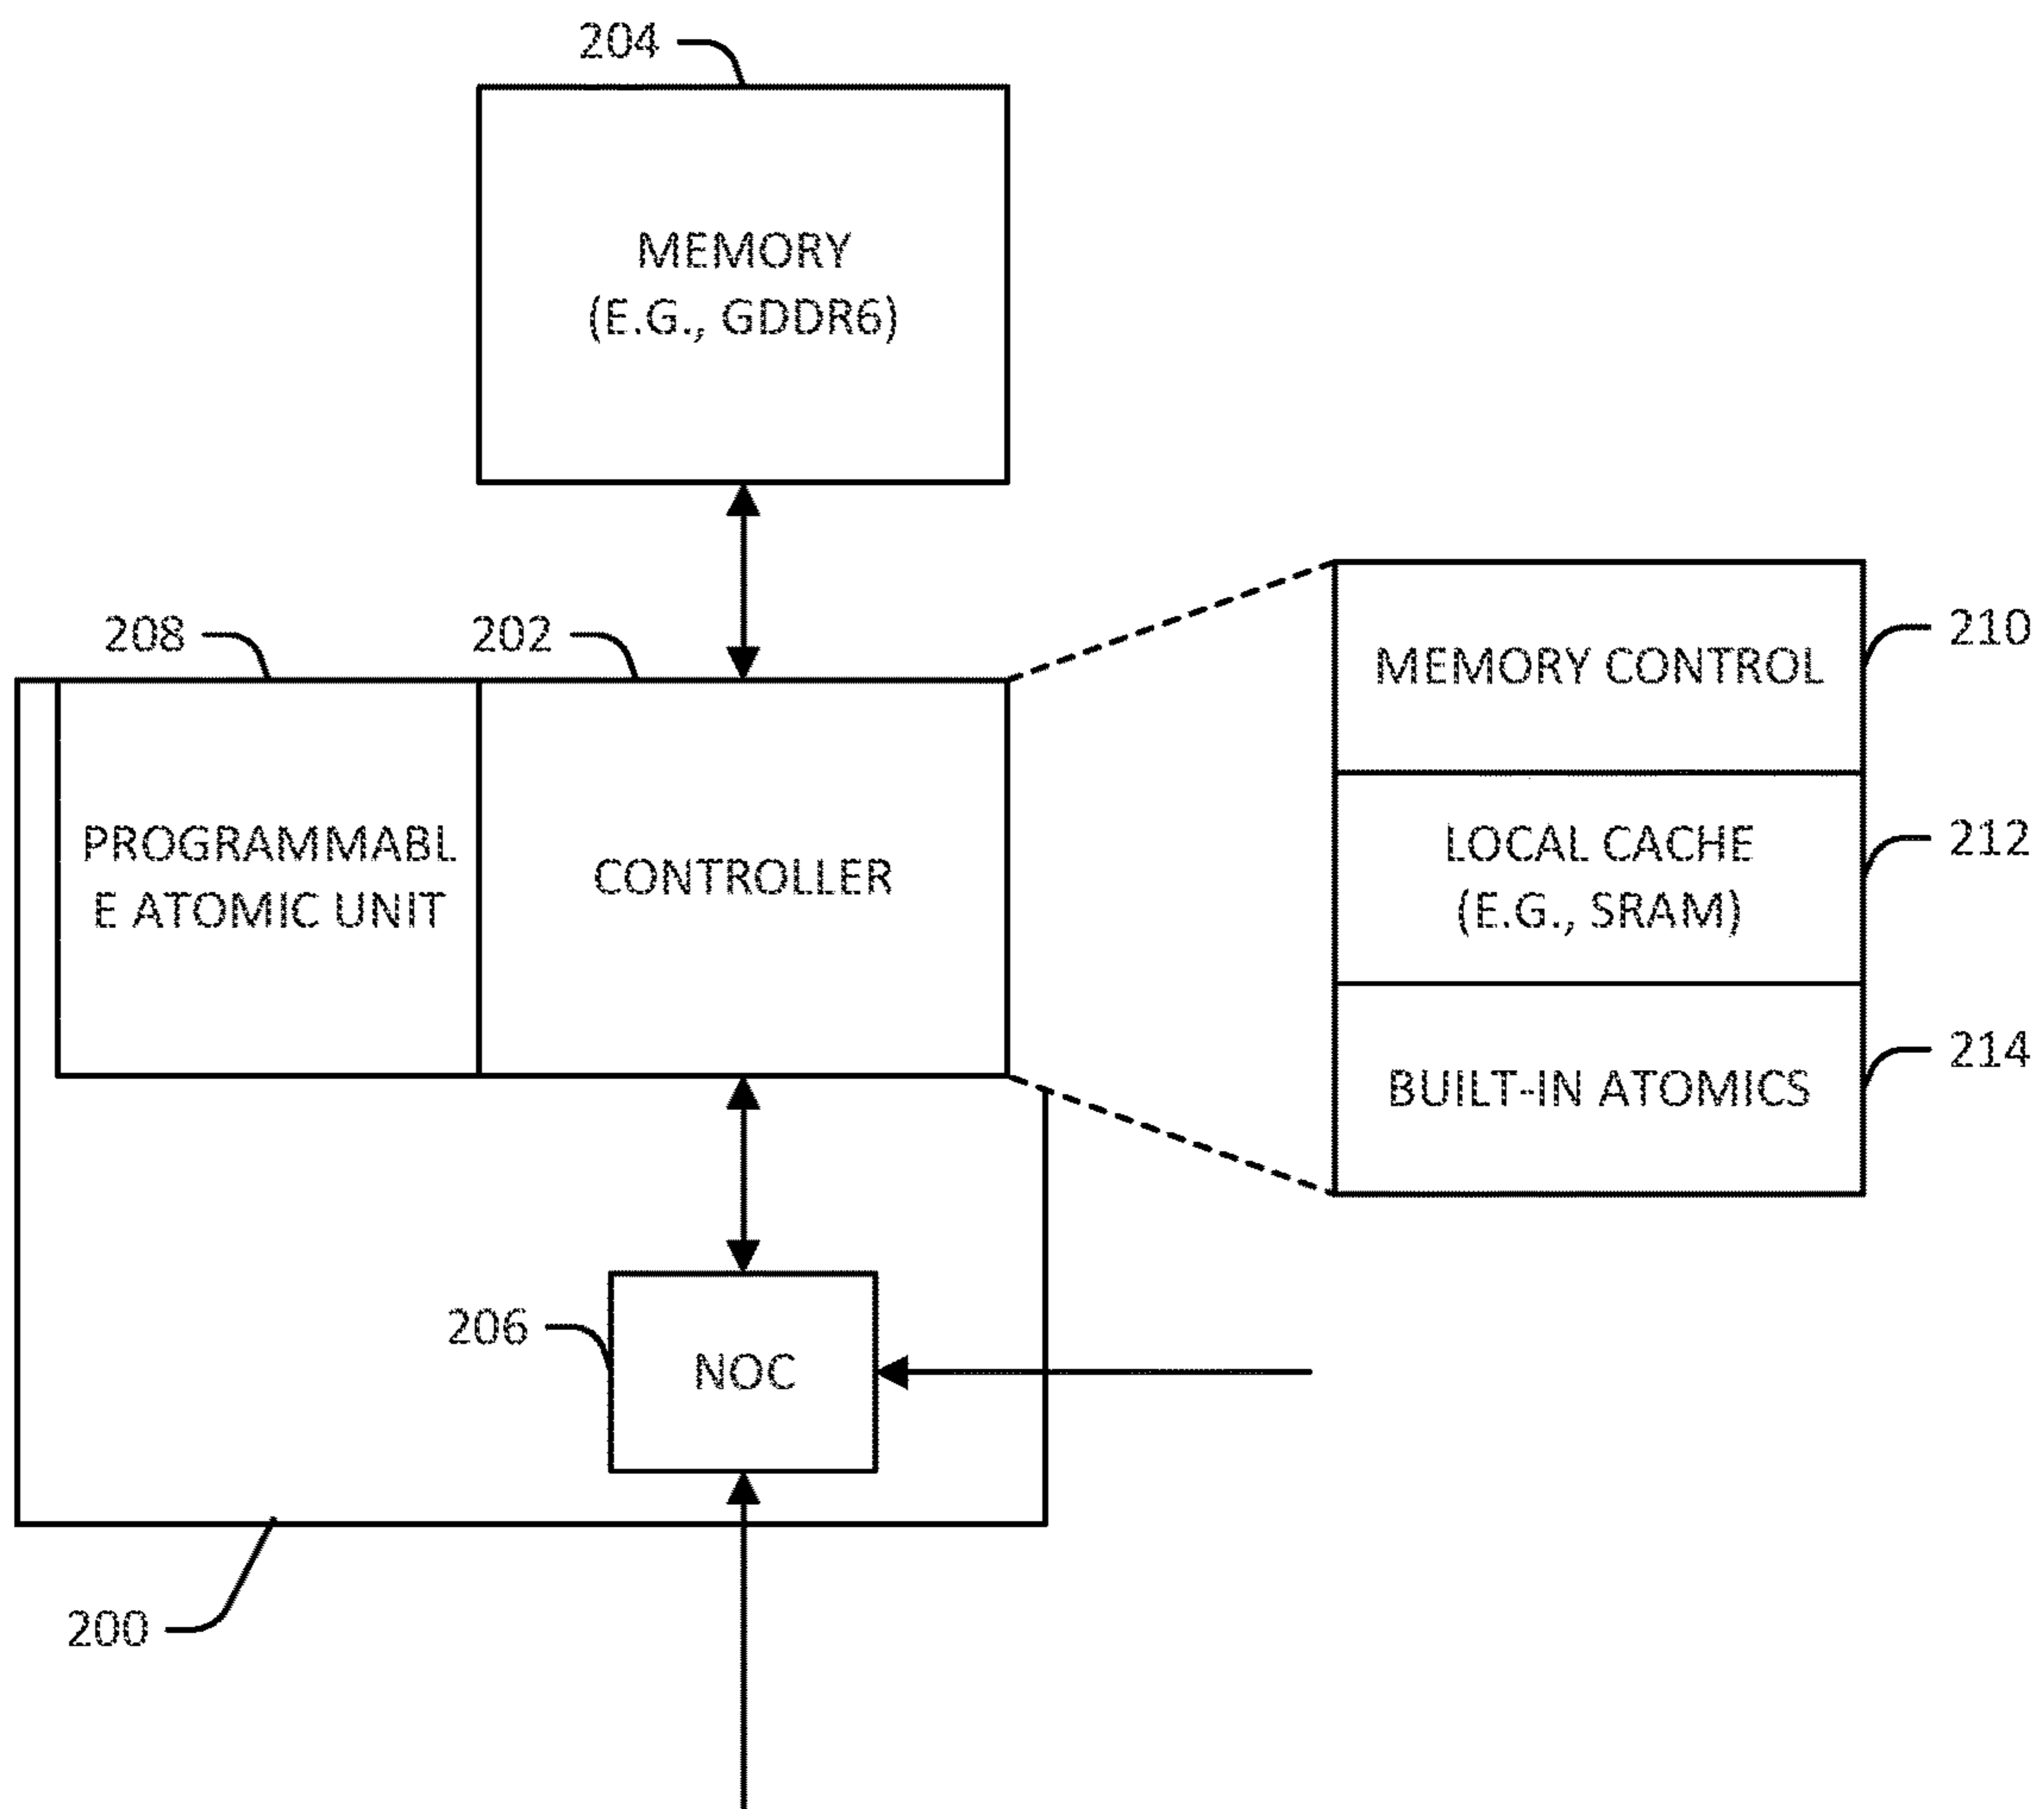 204
MEMORY
(E.G., GDDR6)
208
202
210
MEMORY CONTROL
PROGRAMMABL
E ATOMIC UNIT
CONTROLLER
LOCAL CACHE
(E.G., SRAM)
212
BUILT-IN ATOMICS
214
206
NOC
200